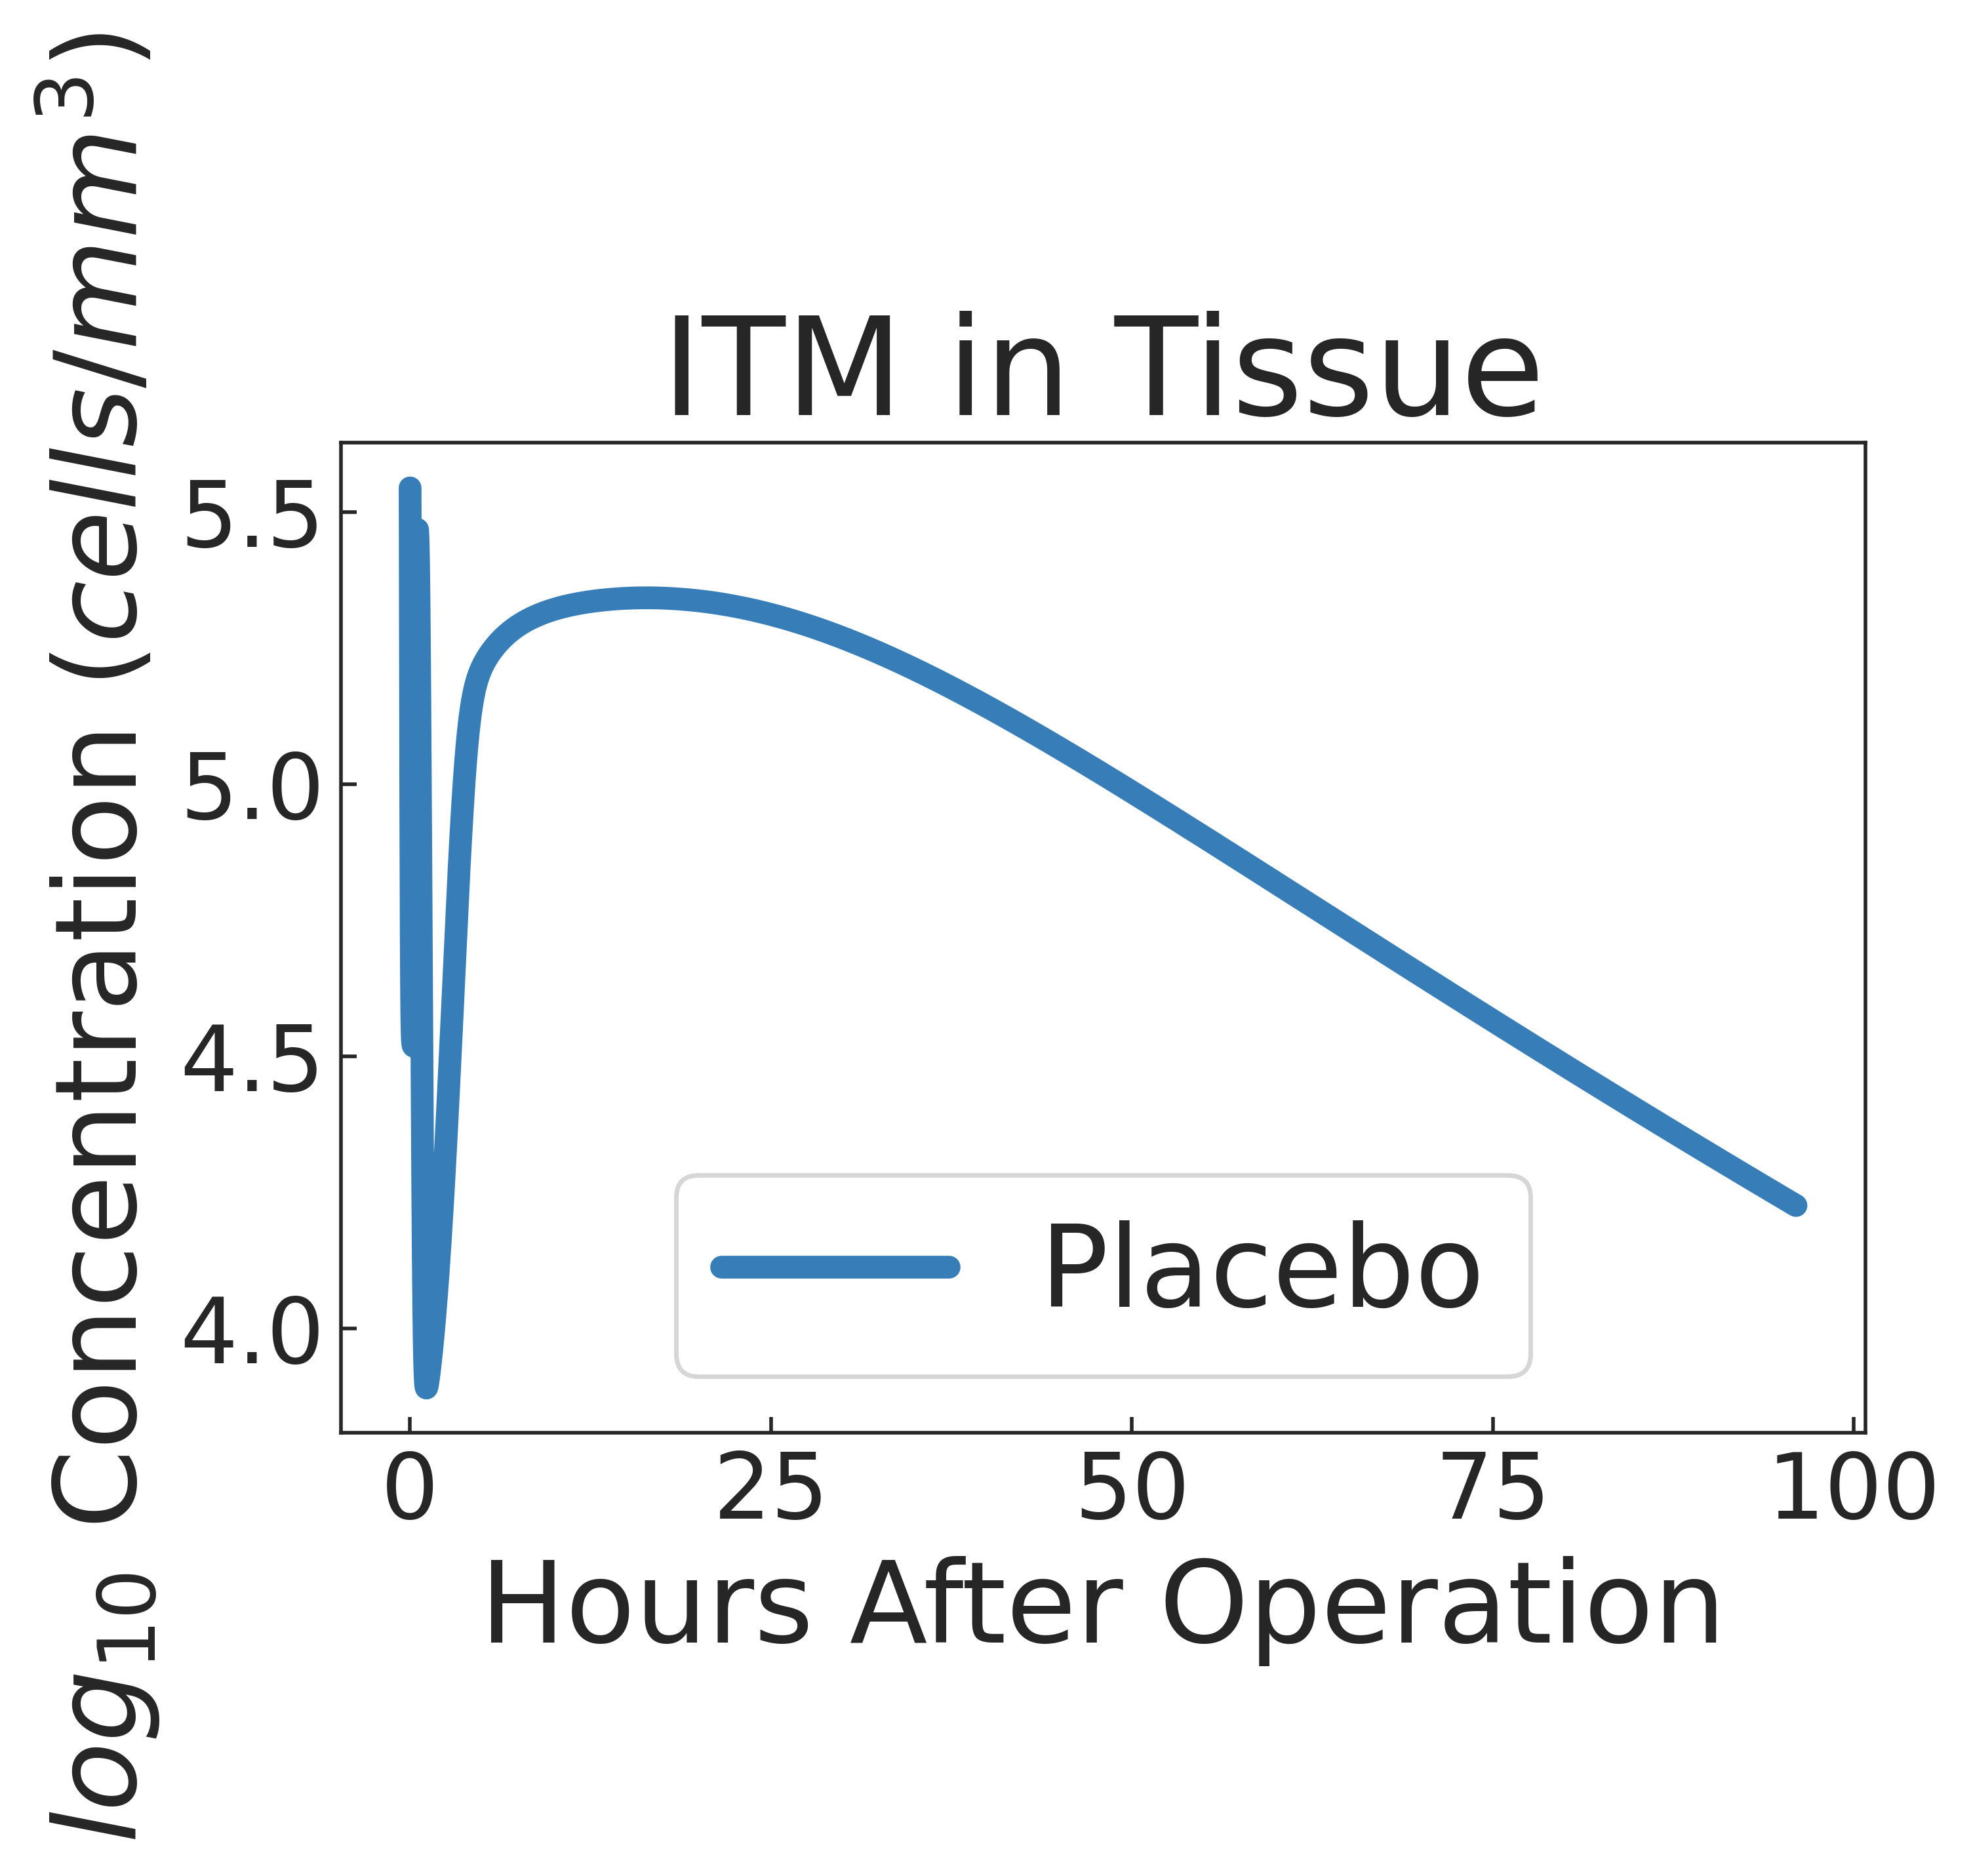 ITM in Tissue
log10 Concentration (cells/mm3)
5.5
5.0
4.5
4.0
Placebo
0 25 50 75 100
Hours After Operation